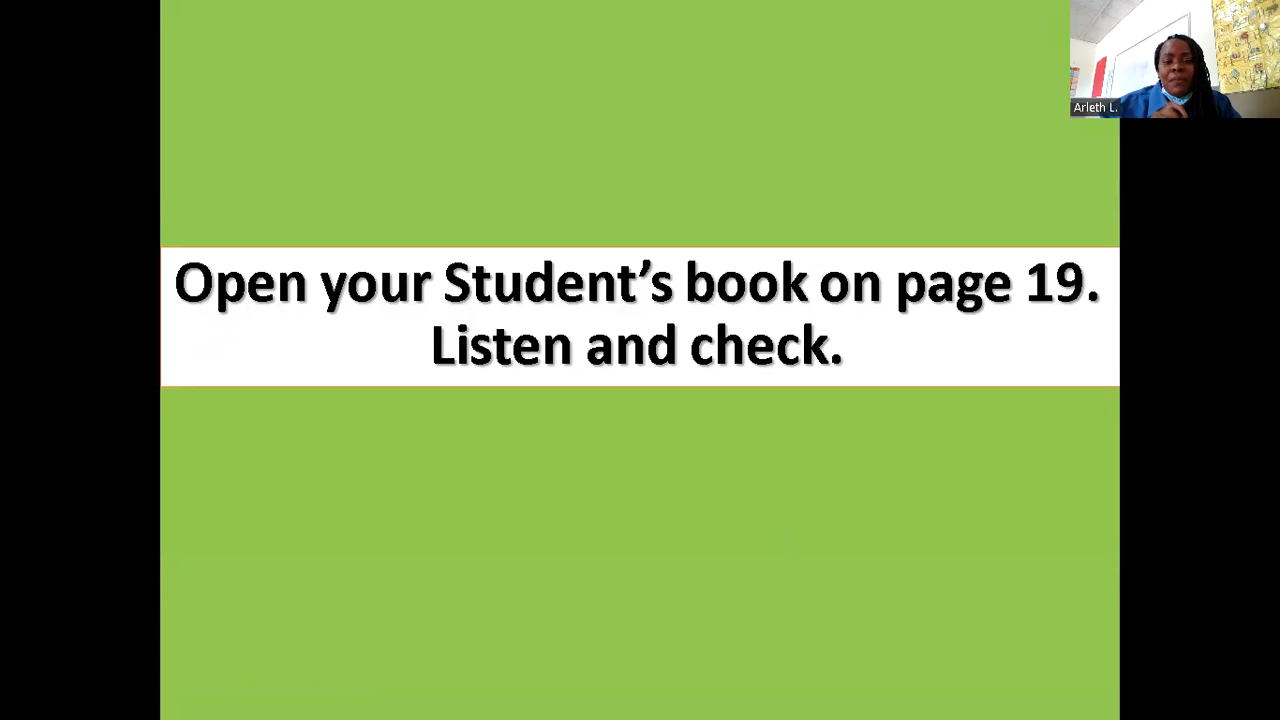 Arleth L.
Open your Student’s book on page 19.
Listen and check.